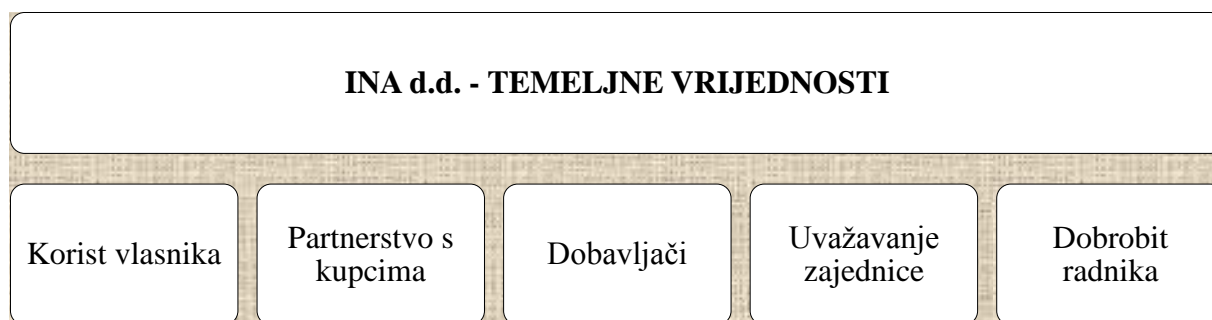 INA d.d. - TEMELJNE VRIJEDNOSTI
Korist vlasnika
Partnerstvo s
kupcima
Dobavljači
Uvažavanje
zajednice
Dobrobit
radnika